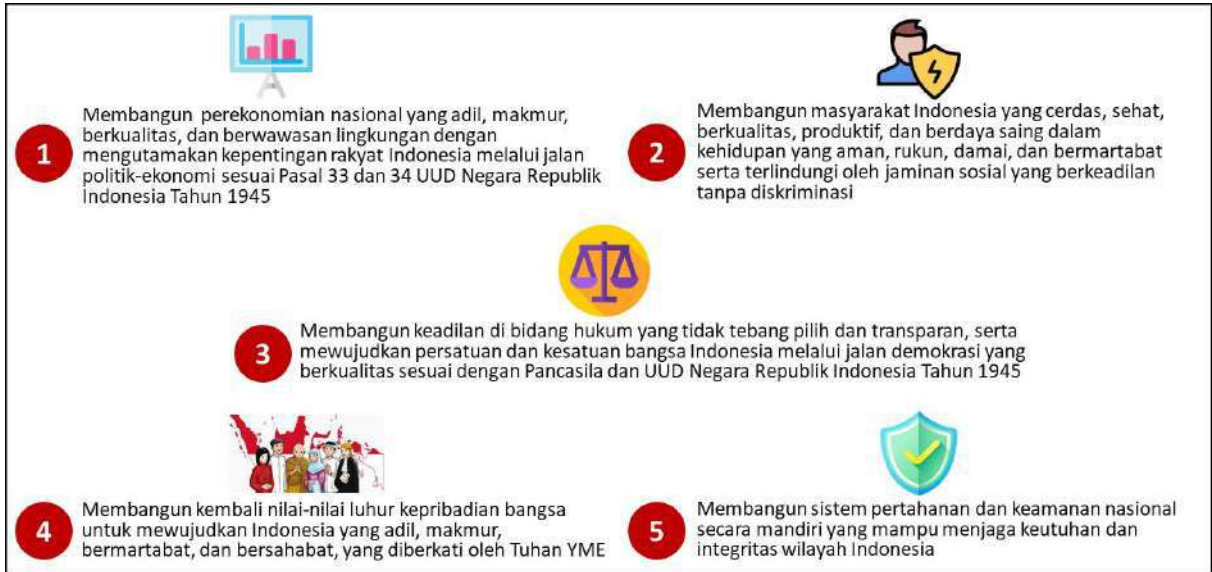 1
Membangun perekonomian nasional yang adil, makmur,
berkualitas, dan berwawasan lingkungan dengan
mengutamakan kepentingan rakyat Indonesia melalui jalan
politik-ekonomi sesuai Pasal 33 dan 34 UUD Negara Republik
Indonesia Tahun 1945
2
Membangun masyarakat Indonesia yang cerdas, sehat,
berkualitas, produktif, dan berdaya saing dalam
kehidupan yang aman, rukun, damai, dan bermartabat
serta terlindungi oleh jaminan sosial yang berkeadilan
tanpa diskriminasi
3
Membangun keadilan di bidang hukum yang tidak tebang pilih dan transparan, serta
mewujudkan persatuan dan kesatuan bangsa Indonesia melalui jalan demokrasi yang
berkualitas sesuai dengan Pancasila dan UUD Negara Republik Indonesia Tahun 1945
4
Membangun kembali nilai-nilai luhur kepribadian bangsa
untuk mewujudkan Indonesia yang adil, makmur,
bermartabat, dan bersahabat, yang diberkati oleh Tuhan YME
5
Membangun sistem pertahanan dan keamanan nasional
secara mandiri yang mampu menjaga keutuhan dan
integritas wilayah Indonesia